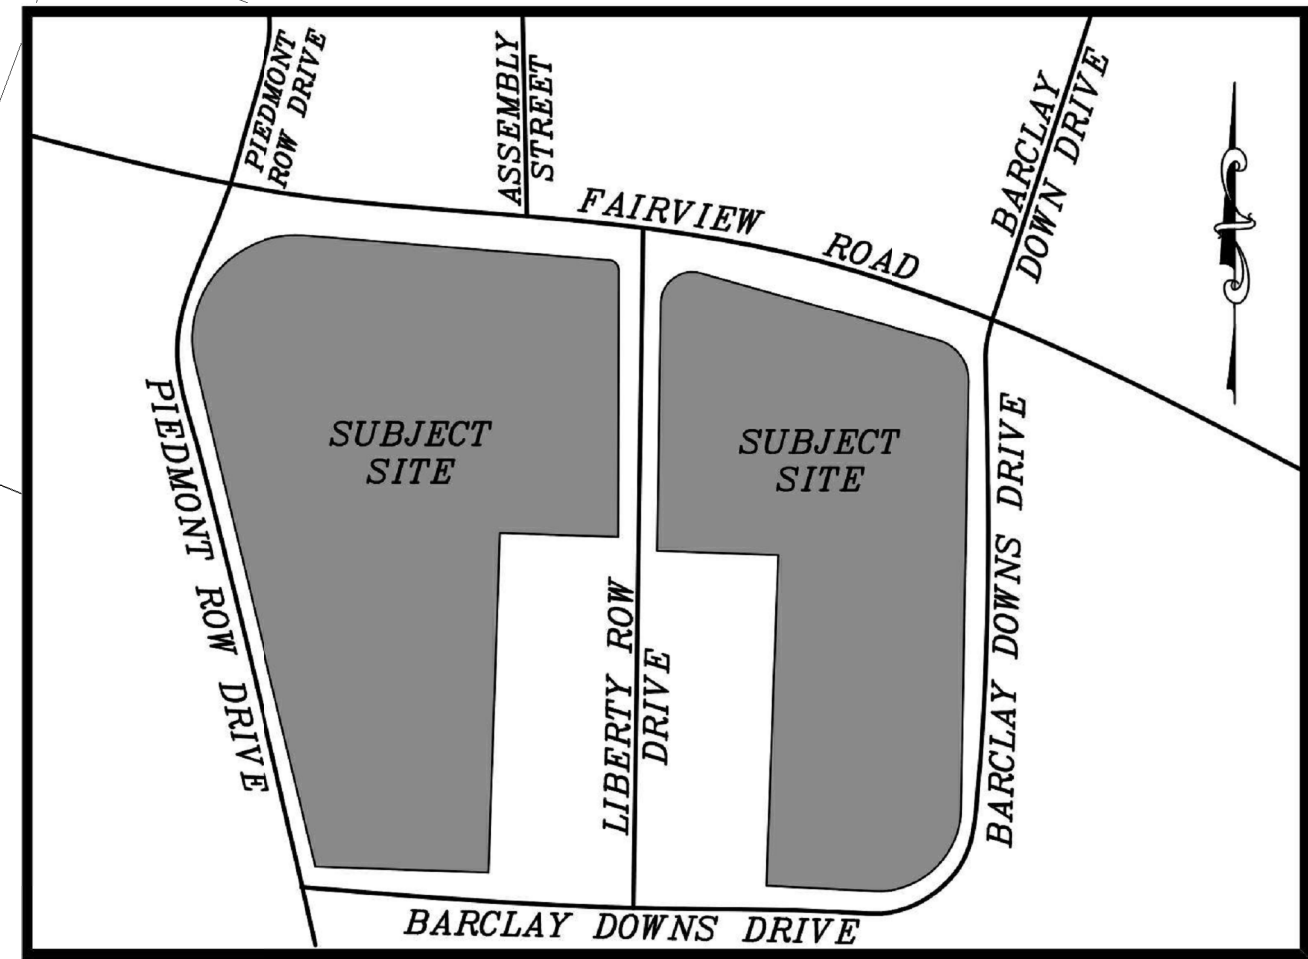 PIEDMONT
ROW DRIVE
ASSEMBLY
STREET
BARCLAY
DOWN DRIVE
FAIRVIEW ROAD
SUBJECT
SITE
SUBJECT
SITE
PIEDMONT ROW DRIVE
LIBERTY ROW
DRIVE
BARCLAY DOWNS DRIVE
BARCLAY DOWNS DRIVE